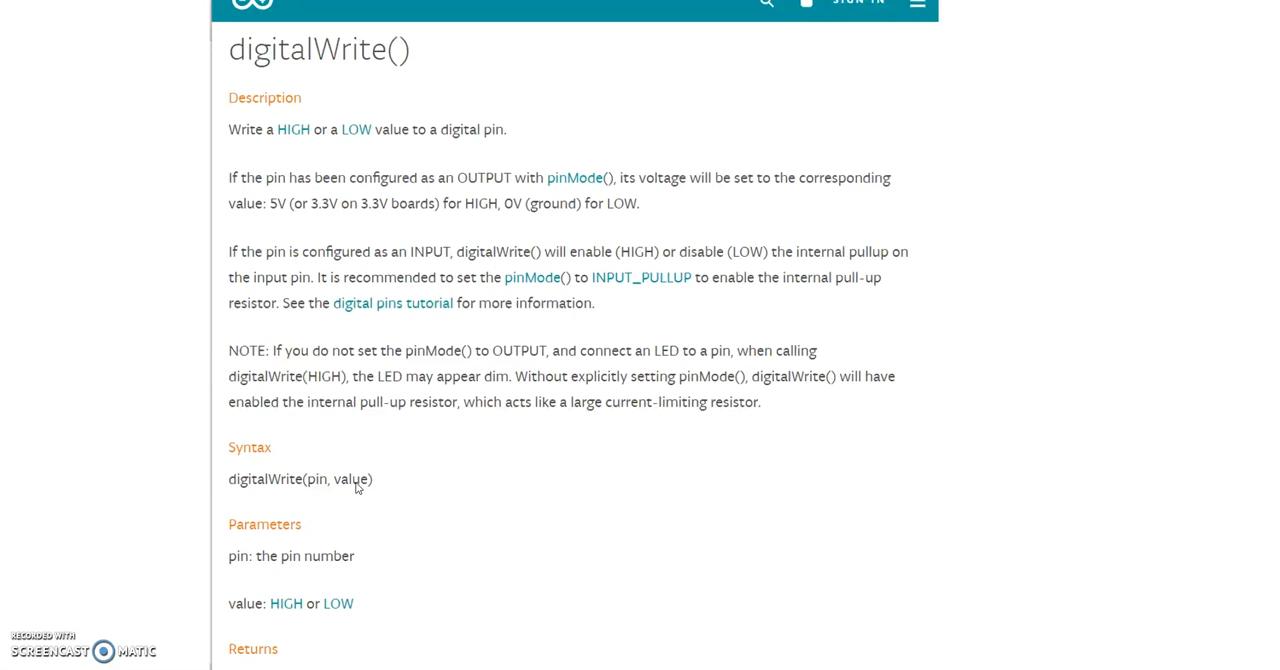 SIGN IN
digitalWrite()
Description
Write a HIGH or a LOW value to a digital pin.
If the pin has been configured as an OUTPUT with pinMode(), its voltage will be set to the corresponding
value: 5V (or 3.3V on 3.3V boards) for HIGH, 0V (ground) for LOW.
If the pin is configured as an INPUT, digitalWrite() will enable (HIGH) or disable (LOW) the internal pullup on
the input pin. It is recommended to set the pinMode() to INPUT_PULLUP to enable the internal pull-up
resistor. See the digital pins tutorial for more information.
NOTE: If you do not set the pinMode() to OUTPUT, and connect an LED to a pin, when calling
digitalWrite(HIGH), the LED may appear dim. Without explicitly setting pinMode(), digitalWrite() will have
enabled the internal pull-up resistor, which acts like a large current-limiting resistor.
Syntax
digitalWrite(pin, value)
Parameters
pin: the pin number
value: HIGH or LOW
Returns
RECORDED WITH
SCREENCAST MATIC